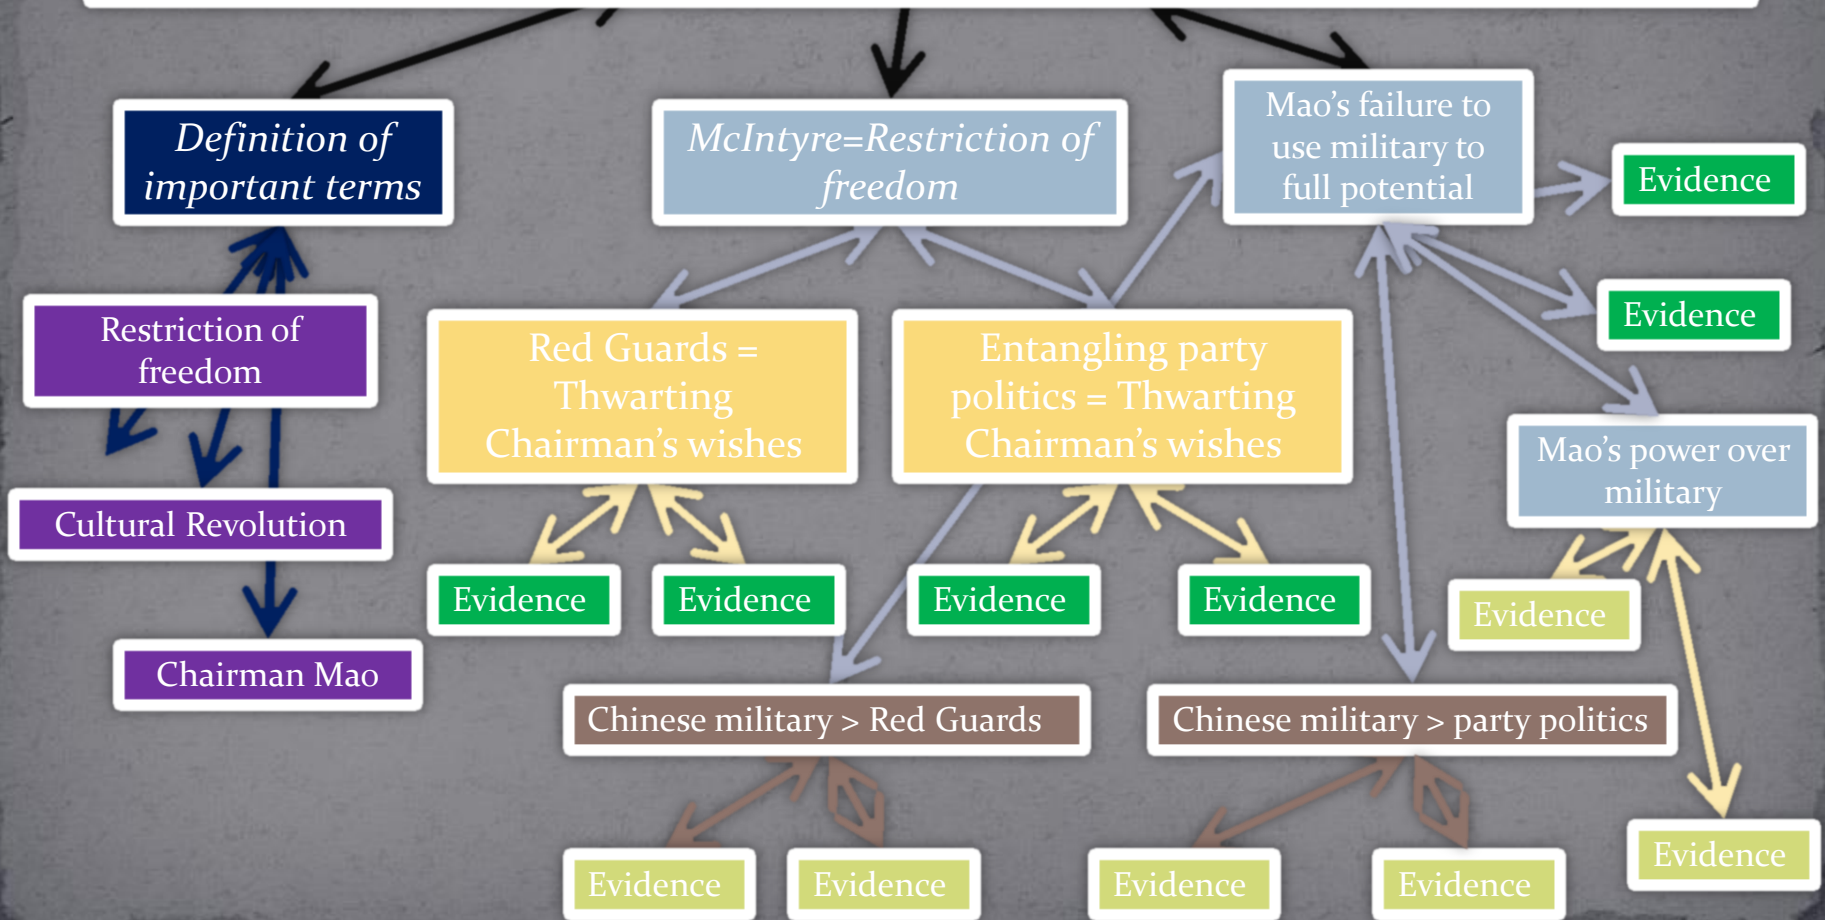 Definition of
important terms
McIntyre=Restriction of
freedom
Mao’s failure to
use military to
full potential
Evidence
Evidence
Restriction of
freedom
Red Guards =
Thwarting
Chairman’s wishes
Entangling party
politics = Thwarting
Chairman’s wishes
Mao’s power over
military
Cultural Revolution
Evidence
Evidence
Evidence
Evidence
Evidence
Chairman Mao
Chinese military > Red Guards
Chinese military > party politics
Evidence
Evidence
Evidence
Evidence
Evidence